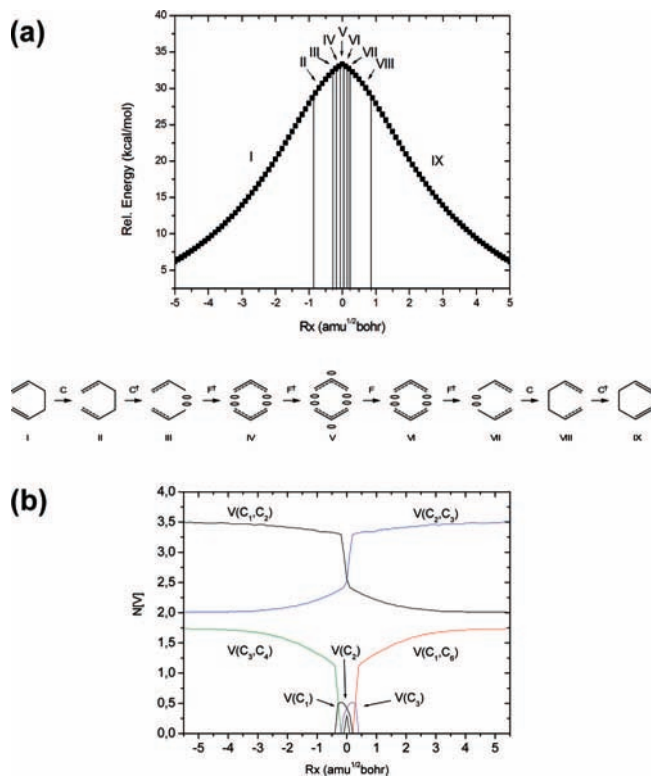 (a)
V
IV VI
III VII
II VIII
I IX
Rel. Energy (kcal/mol)
40
35
30
25
20
15
10
5
-5 -4 -3 -2 -1 0 1 2 3 4 5
Rx (amu1/2bohr)
C C† F† F† F F† C C†
I II III IV V VI VII VIII IX
(b)
4,0
3,5
3,0
2,5
2,0
1,5
1,0
0,5
0,0
N[V]
V(C1,C2) V(C2,C3)
V(C3,C4) V(C1,C6)
V(C2)
V(C1) V(C3)
-5 -4 -3 -2 -1 0 1 2 3 4 5
Rx (amu1/2bohr)